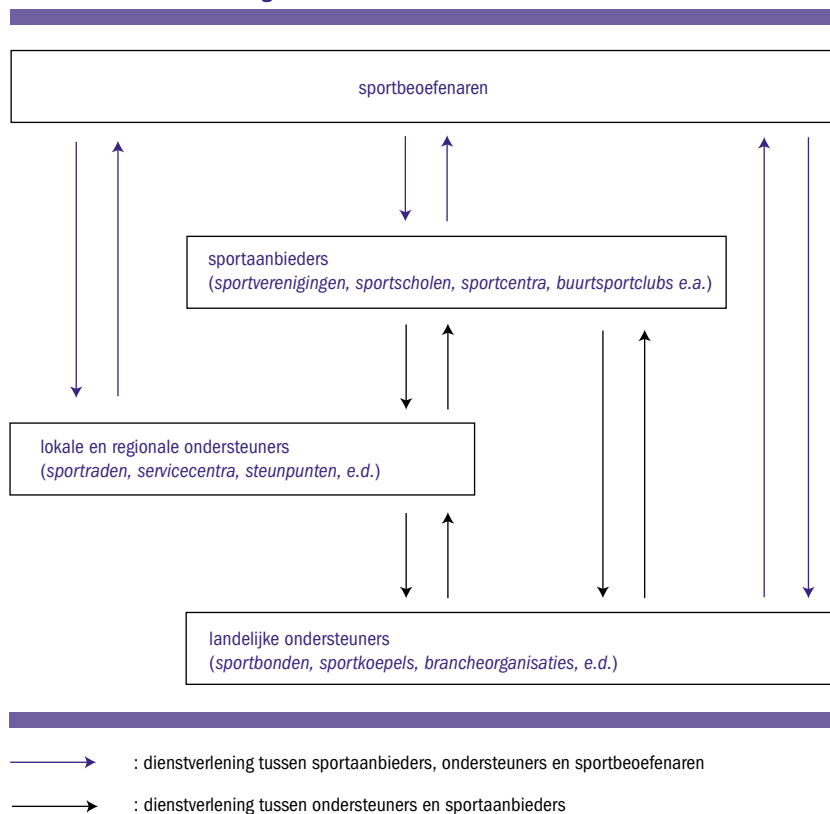 sportbeoefenaren
sportaanbieders
(sportverenigingen, sportscholen, sportcentra, buurtsportclubs e.a.)
lokale en regionale ondersteuners
(sportraden, servicecentra, steunpunten, e.d.)
landelijke ondersteuners
(sportbonden, sportkoepels, brancheorganisaties, e.d.)
: dienstverlening tussen sportaanbieders, ondersteuners en sportbeoefenaren
: dienstverlening tussen ondersteuners en sportaanbieders